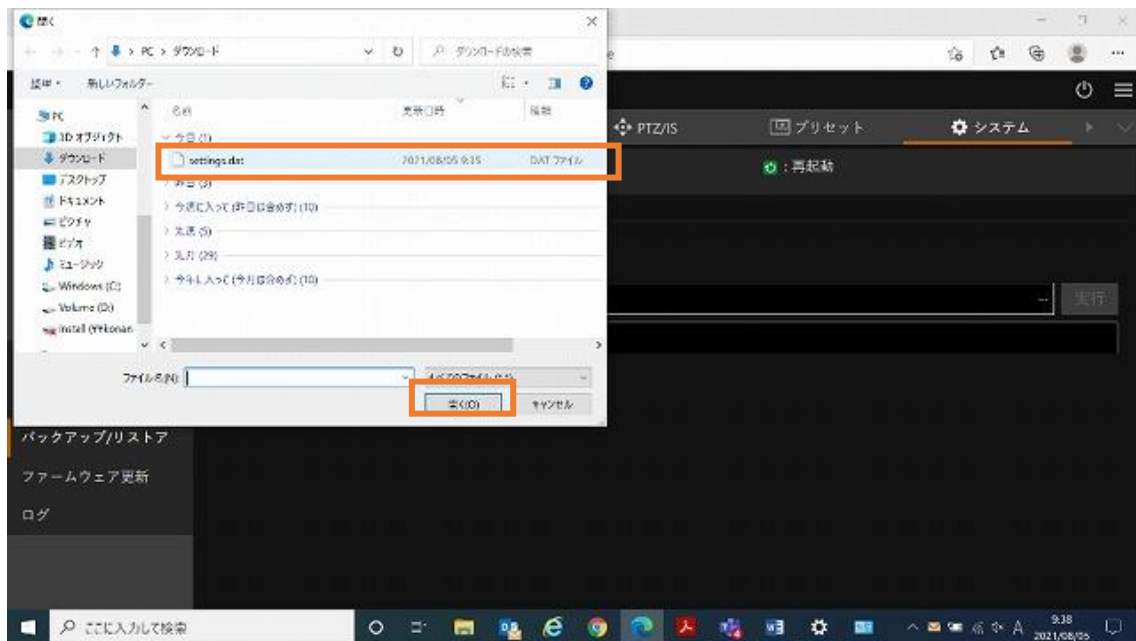 開く
PC > ダウンロード
ダウンロードの検索
整理
新しいフォルダー
PC
3D オブジェクト
ダウンロード
デスクトップ
ドキュメント
ピクチャ
ビデオ
ミュージック
Windows (C:)
Volume (D:)
名前
更新日時
種類
今日 (1)
settings.dat
2021/08/05 9:35
DAT ファイル
昨日 (3)
今週に入って (昨日は含めず) (10)
先週 (5)
先月 (29)
今年に入って (今月は含めず) (10)
ファイル名(N):
開く(O)
キャンセル
PTZ/IS
プリセット
システム
: 再起動
実行
バックアップ/リストア
ファームウェア更新
ログ
ここに入力して検索
A
9:38
2021/08/05